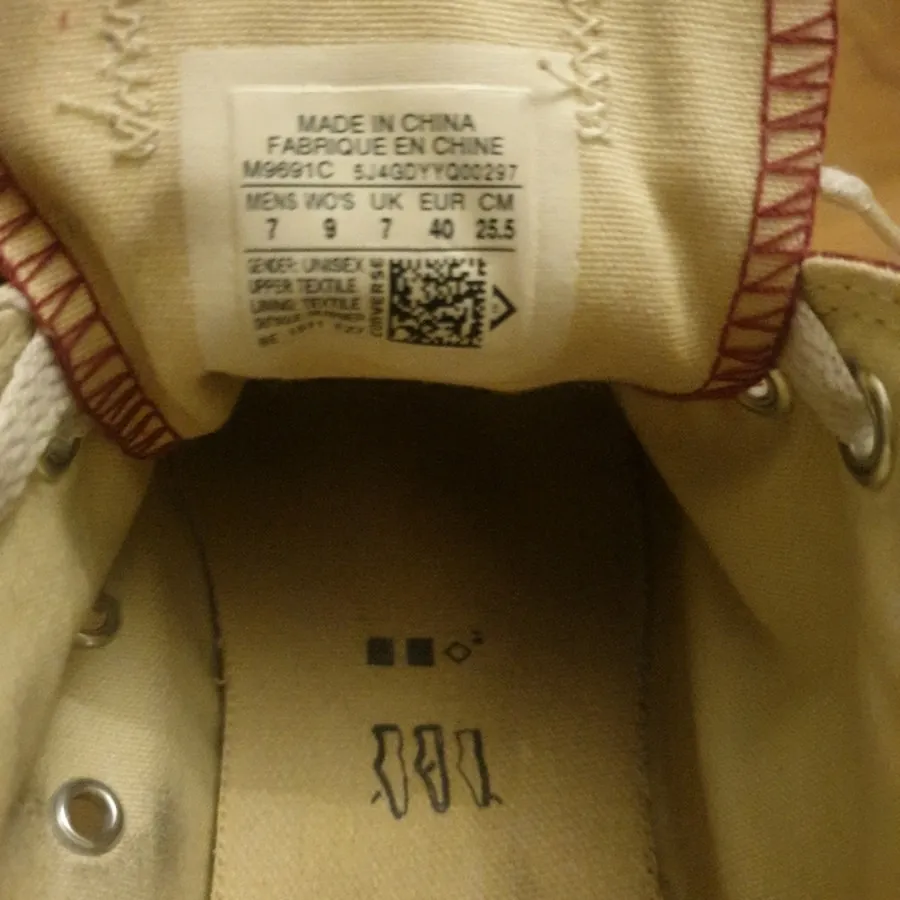 MADE IN CHINA
FABRIQUE EN CHINE
M9691C 5J4GDYYQ00297
MENS WO'S UK EUR CM
7 9 7 40 25.5
GENDER: UNISEX
UPPER TEXTILE
LINING TEXTILE
CONVERSE